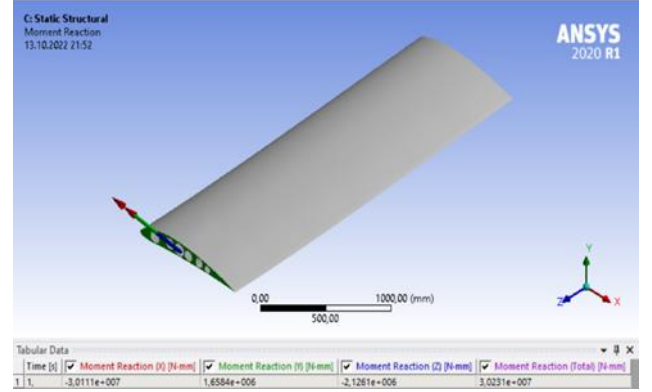 C: Static Structural
Moment Reaction
13.10.2022 21:52
ANSYS
2020 R1
0,00
1000,00 (mm)
500,00
Y
Z
X
Tabular Data
Time [s] Moment Reaction (X) [N·mm] Moment Reaction (Y) [N·mm] Moment Reaction (Z) [N·mm] Moment Reaction (Total) [N·mm]
1 1, -3,0111e+007 1,6584e+006 -2,1261e+006 3,0231e+007